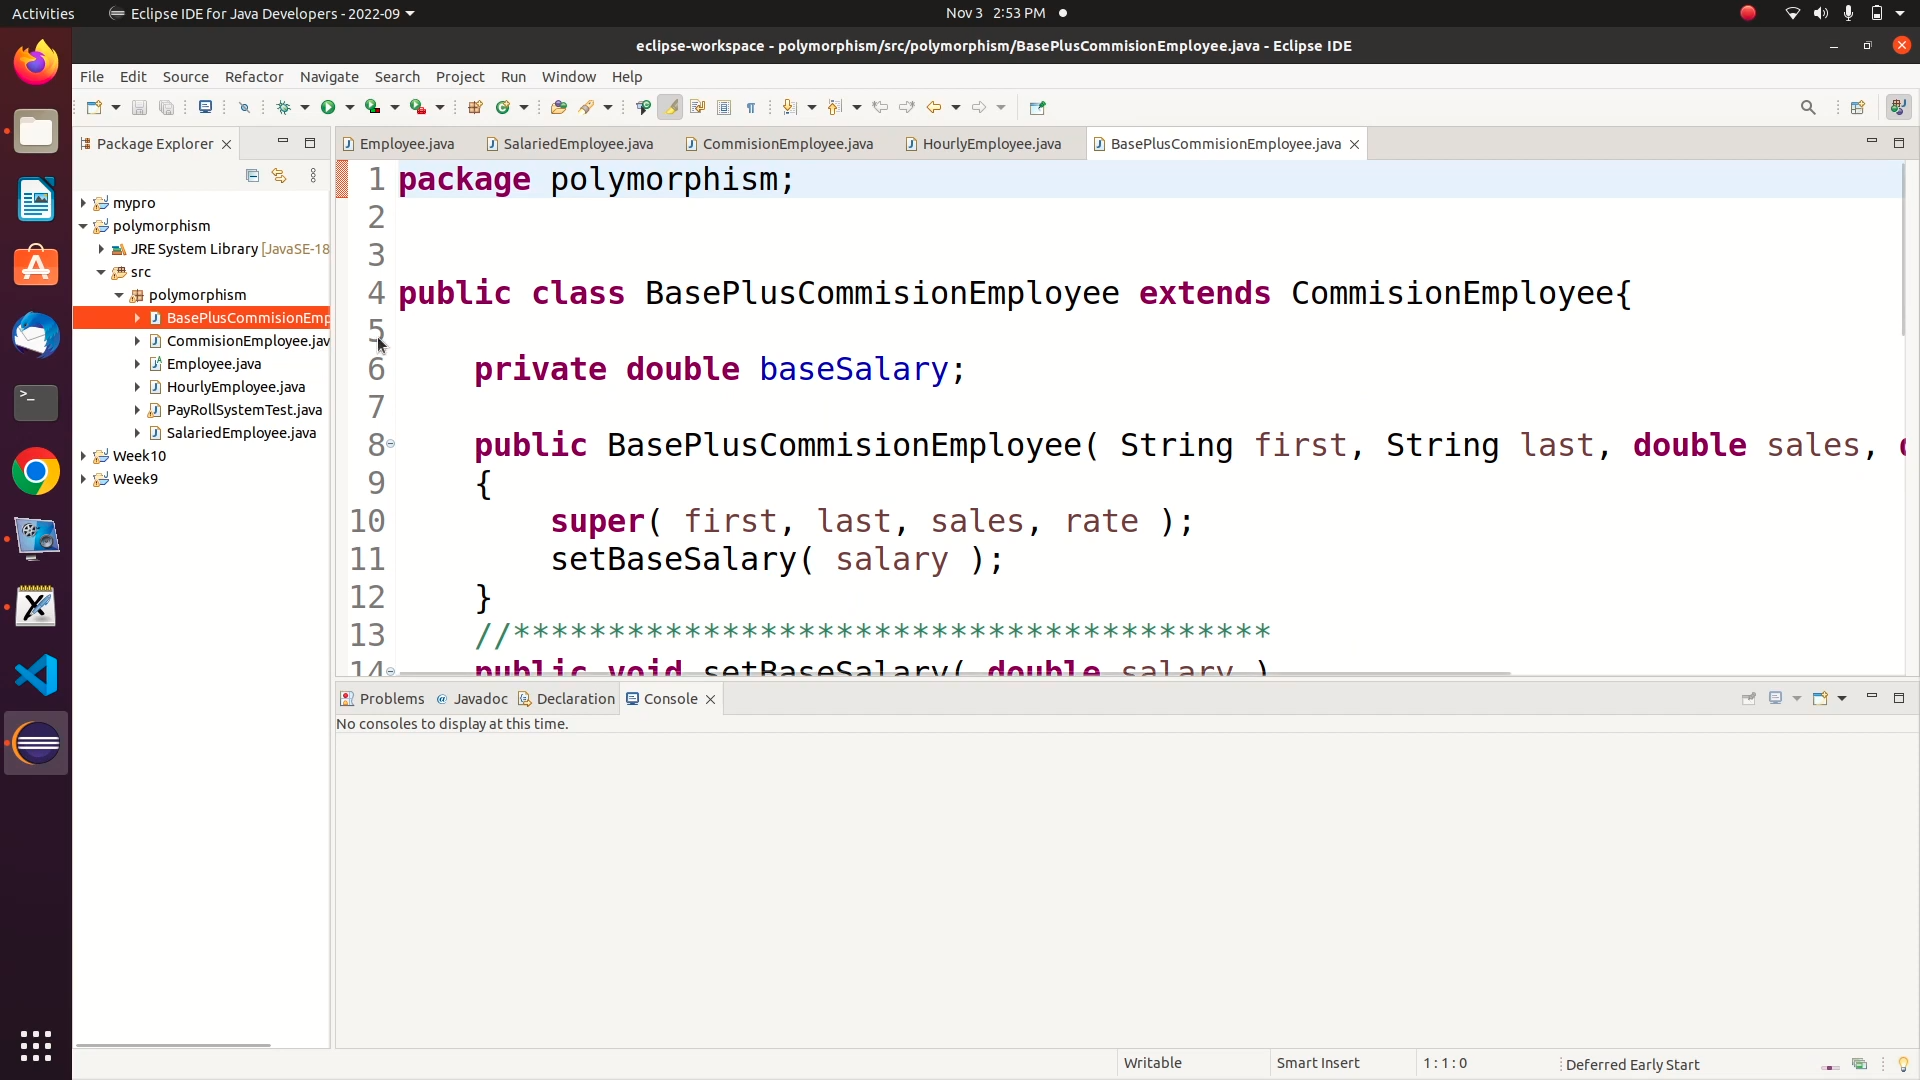 Activities
Eclipse IDE for Java Developers - 2022-09
Nov 3 2:53 PM
eclipse-workspace - polymorphism/src/polymorphism/BasePlusCommisionEmployee.java - Eclipse IDE
File Edit Source Refactor Navigate Search Project Run Window Help
Package Explorer
Employee.java
SalariedEmployee.java
CommisionEmployee.java
HourlyEmployee.java
BasePlusCommisionEmployee.java
mypro
polymorphism
JRE System Library [JavaSE-18
src
polymorphism
BasePlusCommisionEmp
CommisionEmployee.jav
Employee.java
HourlyEmployee.java
PayRollSystemTest.java
SalariedEmployee.java
Week10
Week9
1 package polymorphism;
2
3
4 public class BasePlusCommisionEmployee extends CommisionEmployee{
5
6 private double baseSalary;
7
8 public BasePlusCommisionEmployee( String first, String last, double sales,
9 {
10 super( first, last, sales, rate );
11 setBaseSalary( salary );
12 }
13 //****************************************
14 public void setBaseSalary( double salary )
Problems
Javadoc
Declaration
Console
No consoles to display at this time.
Writable
Smart Insert
1 : 1 : 0
Deferred Early Start